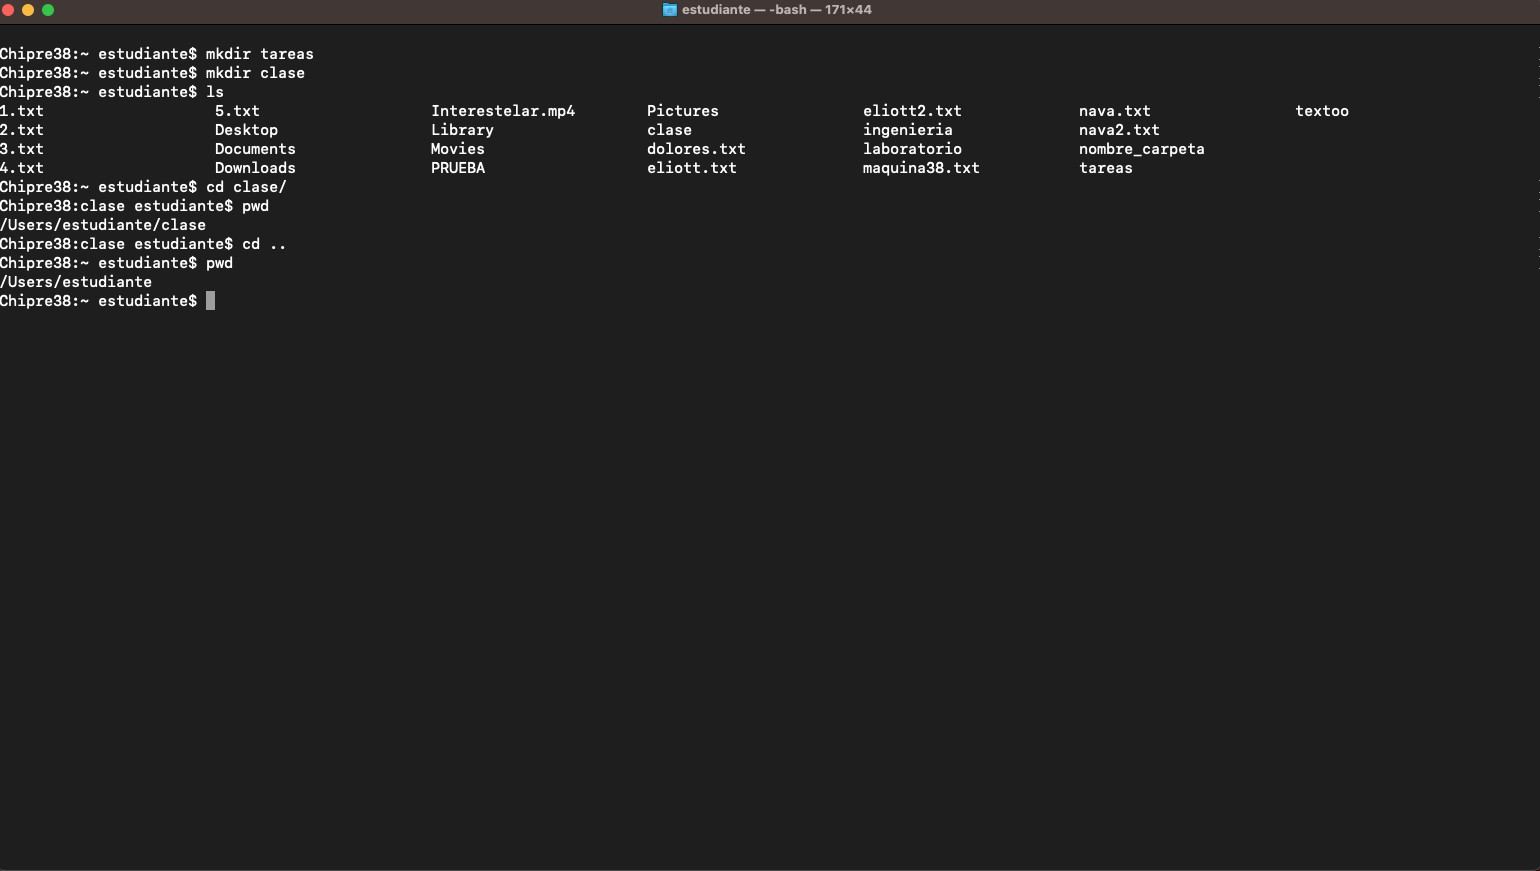 estudiante — -bash — 171×44
Chipre38:~ estudiante$ mkdir tareas
Chipre38:~ estudiante$ mkdir clase
Chipre38:~ estudiante$ ls
1.txt 5.txt Interestelar.mp4 Pictures eliott2.txt nava.txt textoo
2.txt Desktop Library clase ingenieria nava2.txt
3.txt Documents Movies dolores.txt laboratorio nombre_carpeta
4.txt Downloads PRUEBA eliott.txt maquina38.txt tareas
Chipre38:~ estudiante$ cd clase/
Chipre38:clase estudiante$ pwd
/Users/estudiante/clase
Chipre38:clase estudiante$ cd ..
Chipre38:~ estudiante$ pwd
/Users/estudiante
Chipre38:~ estudiante$